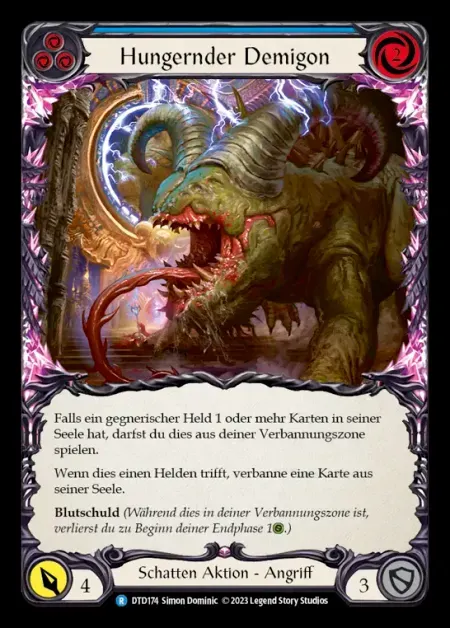 2
Hungernder Demigon
Falls ein gegnerischer Held 1 oder mehr Karten in seiner
Seele hat, darfst du dies aus deiner Verbannungszone
spielen.
Wenn dies einen Helden trifft, verbanne eine Karte aus
seiner Seele.
Blutschuld (Während dies in deiner Verbannungszone ist,
verlierst du zu Beginn deiner Endphase 1.)
4
Schatten Aktion - Angriff
3
R DTD174 Simon Dominic © 2023 Legend Story Studios